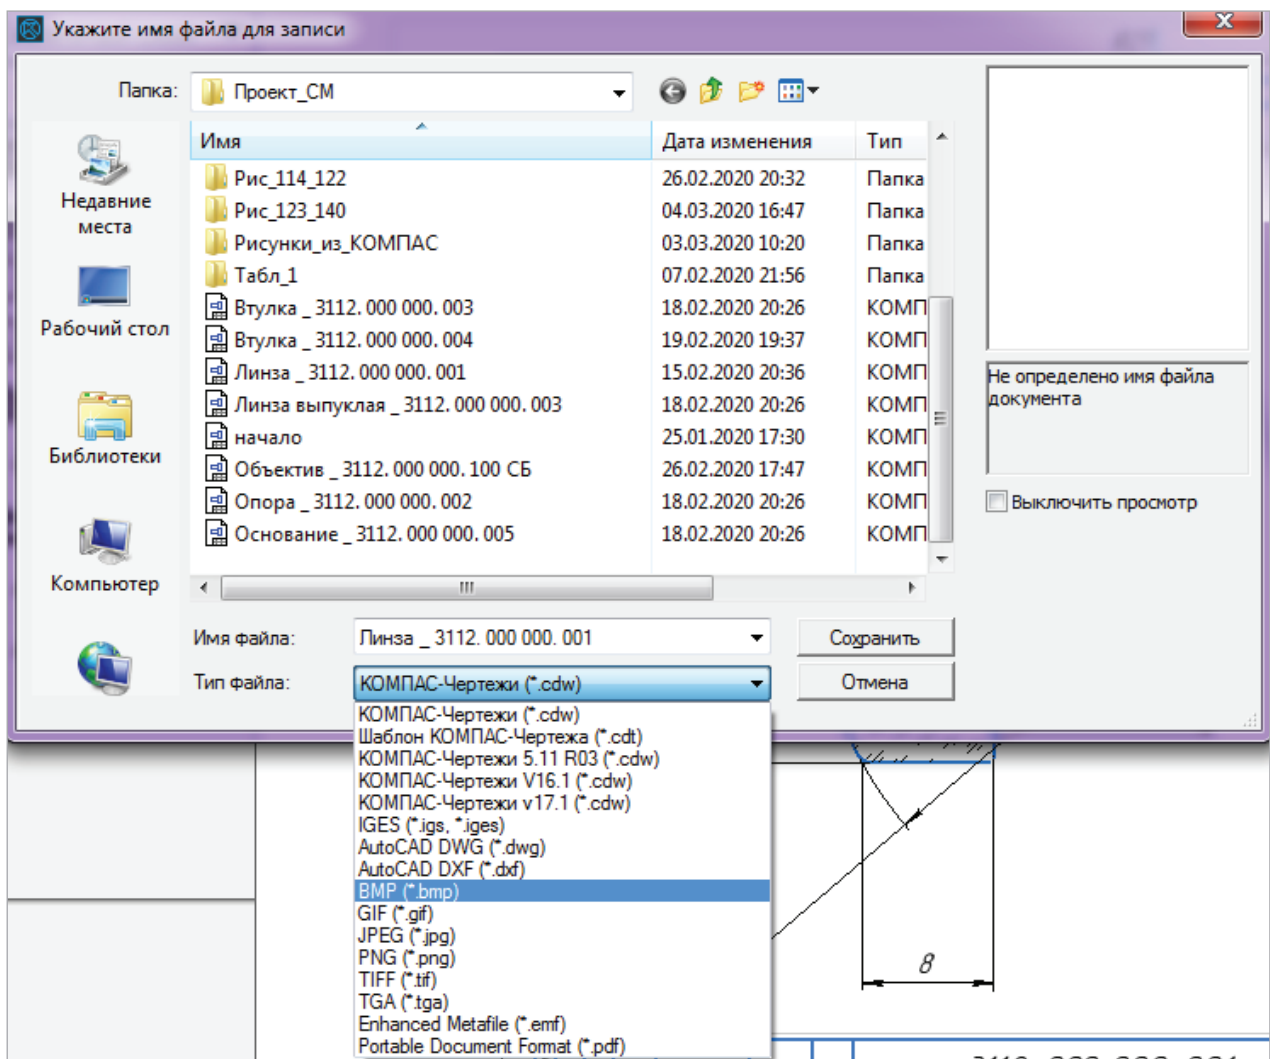 Укажите имя файла для записи
Папка: Проект_СМ
Имя Дата изменения Тип
Рис_114_122 26.02.2020 20:32 Папка
Рис_123_140 04.03.2020 16:47 Папка
Рисунки_из_КОМПАС 03.03.2020 10:20 Папка
Табл_1 07.02.2020 21:56 Папка
Втулка _ 3112. 000 000. 003 18.02.2020 20:26 КОМП
Втулка _ 3112. 000 000. 004 19.02.2020 19:37 КОМП
Линза _ 3112. 000 000. 001 15.02.2020 20:36 КОМП
Линза выпуклая _ 3112. 000 000. 003 18.02.2020 20:26 КОМП
начало 25.01.2020 17:30 КОМП
Объектив _ 3112. 000 000. 100 СБ 26.02.2020 17:47 КОМП
Опора _ 3112. 000 000. 002 18.02.2020 20:26 КОМП
Основание _ 3112. 000 000. 005 18.02.2020 20:26 КОМП
Недавние
места
Рабочий стол
Библиотеки
Компьютер
Не определено имя файла
документа
Выключить просмотр
Имя файла: Линза _ 3112. 000 000. 001 Сохранить
Тип файла: КОМПАС-Чертежи (*.cdw) Отмена
КОМПАС-Чертежи (*.cdw)
Шаблон КОМПАС-Чертежа (*.cdt)
КОМПАС-Чертежи 5.11 R03 (*.cdw)
КОМПАС-Чертежи V16.1 (*.cdw)
КОМПАС-Чертежи v17.1 (*.cdw)
IGES (*.igs, *.iges)
AutoCAD DWG (*.dwg)
AutoCAD DXF (*.dxf)
BMP (*.bmp)
GIF (*.gif)
JPEG (*.jpg)
PNG (*.png)
TIFF (*.tif)
TGA (*.tga)
Enhanced Metafile (*.emf)
Portable Document Format (*.pdf)
8